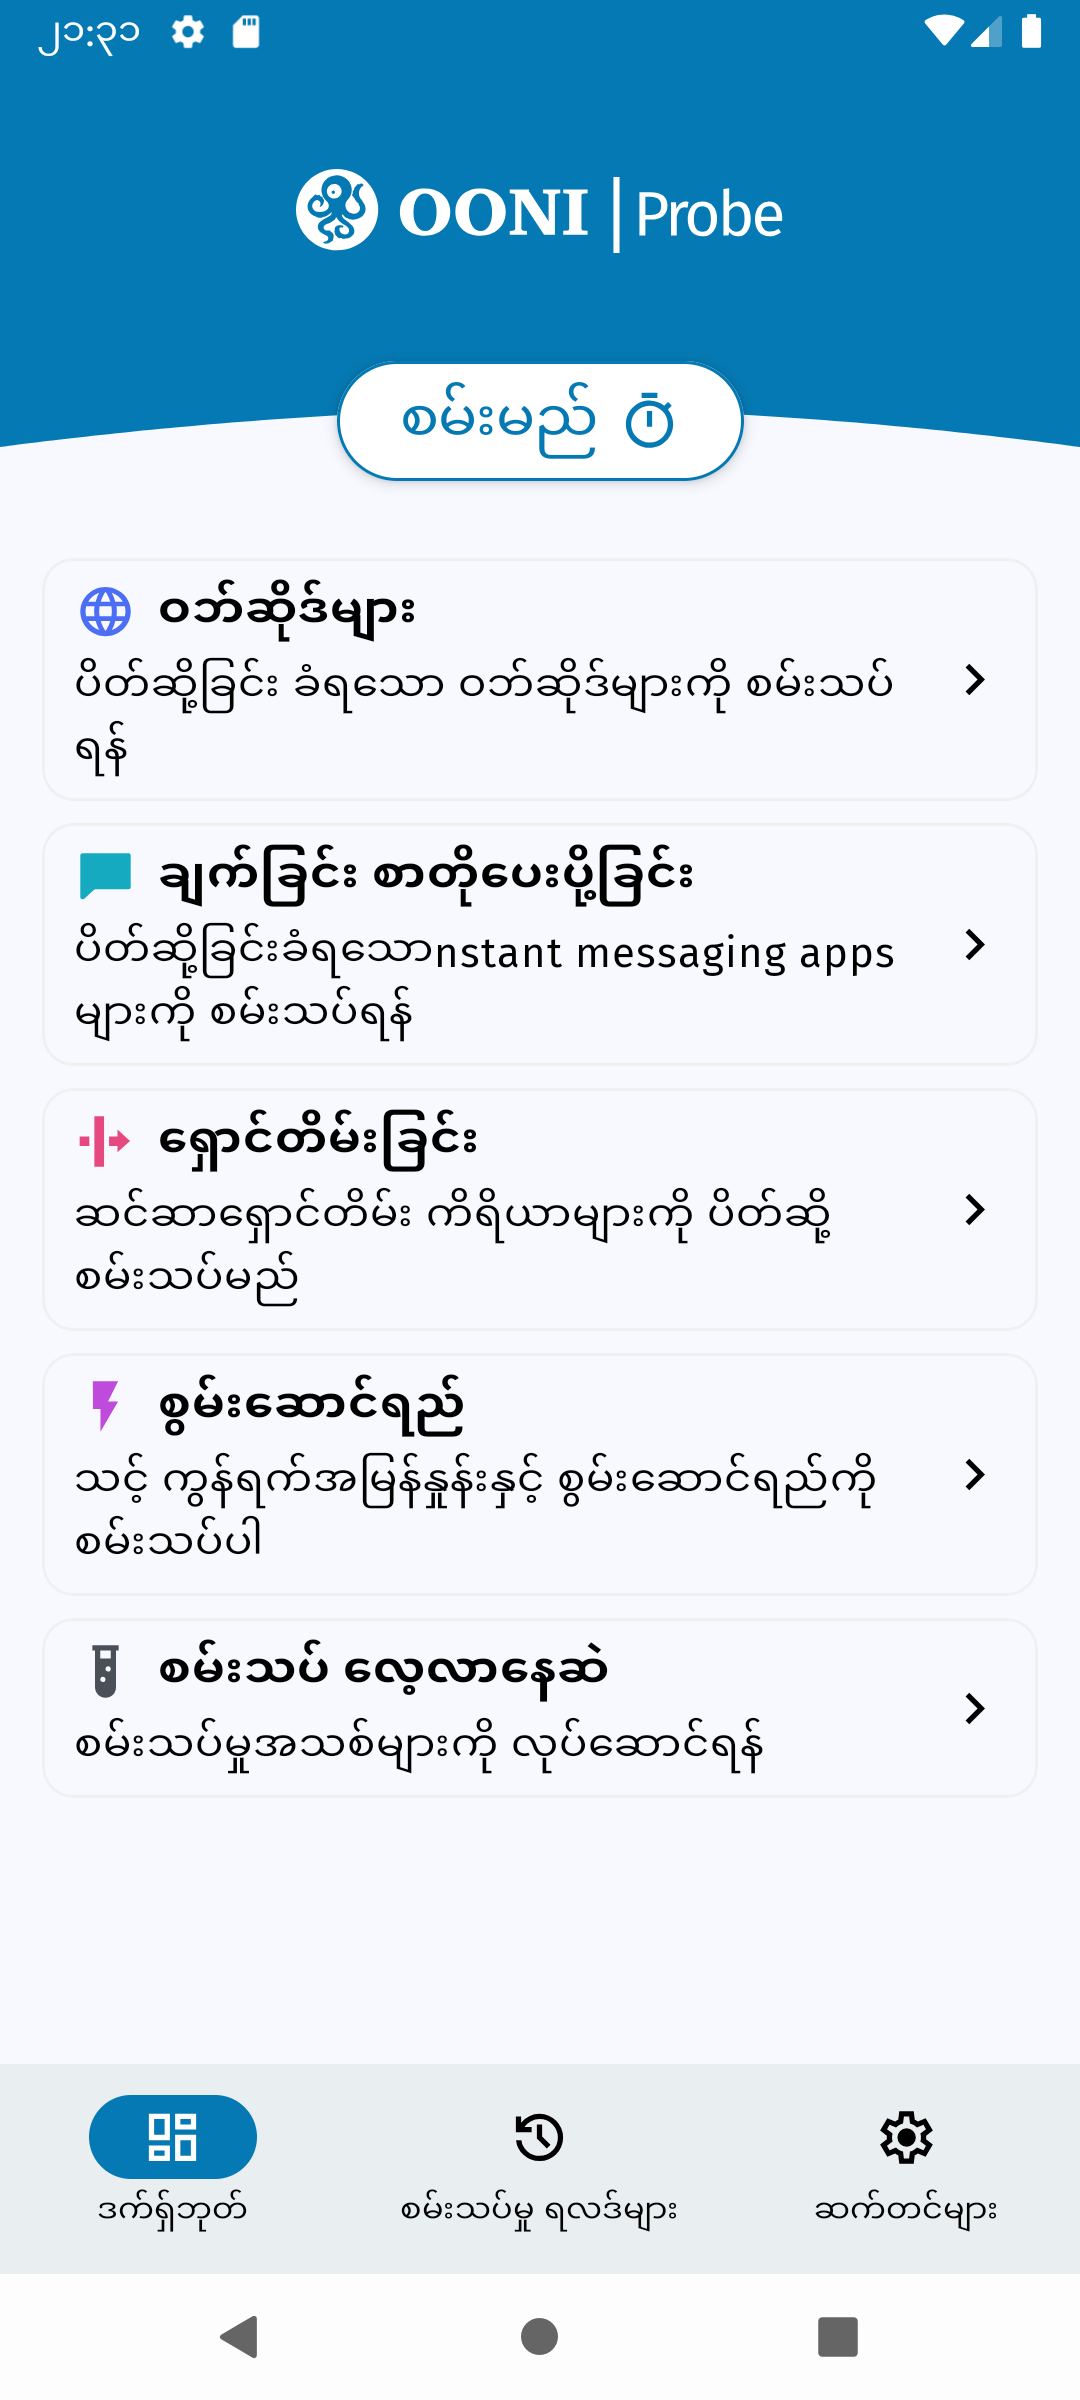 ၂၁:၃၁
OONI | Probe
စမ်းမည်
ဝဘ်ဆိုဒ်များ
ပိတ်ဆို့ခြင်း ခံရသော ဝဘ်ဆိုဒ်များကို စမ်းသပ်
ရန်
ချက်ခြင်း စာတိုပေးပို့ခြင်း
ပိတ်ဆို့ခြင်းခံရသောnstant messaging apps
များကို စမ်းသပ်ရန်
ရှောင်တိမ်းခြင်း
ဆင်ဆာရှောင်တိမ်း ကိရိယာများကို ပိတ်ဆို့
စမ်းသပ်မည်
စွမ်းဆောင်ရည်
သင့် ကွန်ရက်အမြန်နှုန်းနှင့် စွမ်းဆောင်ရည်ကို
စမ်းသပ်ပါ
စမ်းသပ် လေ့လာနေဆဲ
စမ်းသပ်မှုအသစ်များကို လုပ်ဆောင်ရန်
ဒက်ရှ်ဘုတ်
စမ်းသပ်မှု ရလဒ်များ
ဆက်တင်များ